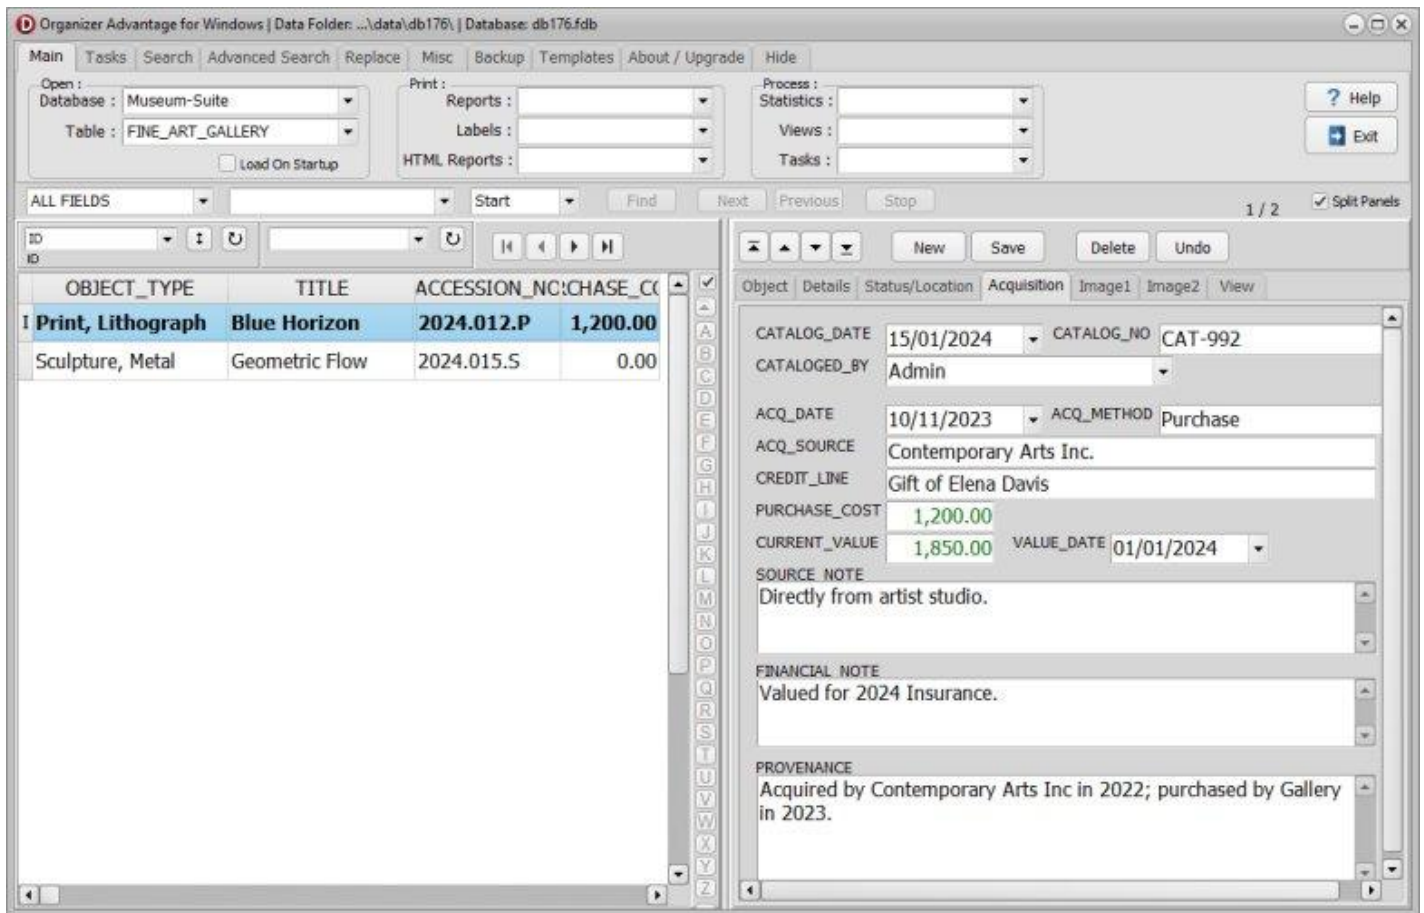 Organizer Advantage for Windows | Data Folder: ...\data\db176\ | Database: db176.fdb
Main Tasks Search Advanced Search Replace Misc Backup Templates About / Upgrade Hide
Open : Print : Process :
Database : Museum-Suite Reports : Statistics : ? Help
Table : FINE_ART_GALLERY Labels : Views : Exit
Load On Startup HTML Reports : Tasks :
ALL FIELDS Start Find Next Previous Stop 1 / 2 Split Panels
ID
ID
New Save Delete Undo
OBJECT_TYPE TITLE ACCESSION_NO :CHASE_C(
I Print, Lithograph Blue Horizon 2024.012.P 1,200.00
Sculpture, Metal Geometric Flow 2024.015.S 0.00
A
B
C
D
E
F
G
H
I
J
K
L
M
N
O
P
Q
R
S
T
U
V
W
X
Y
Z
Object Details Status/Location Acquisition Image1 Image2 View
CATALOG_DATE 15/01/2024 CATALOG_NO CAT-992
CATALOGED_BY Admin
ACQ_DATE 10/11/2023 ACQ_METHOD Purchase
ACQ_SOURCE Contemporary Arts Inc.
CREDIT_LINE Gift of Elena Davis
PURCHASE_COST 1,200.00
CURRENT_VALUE 1,850.00 VALUE_DATE 01/01/2024
SOURCE_NOTE
Directly from artist studio.
FINANCIAL_NOTE
Valued for 2024 Insurance.
PROVENANCE
Acquired by Contemporary Arts Inc in 2022; purchased by Gallery
in 2023.